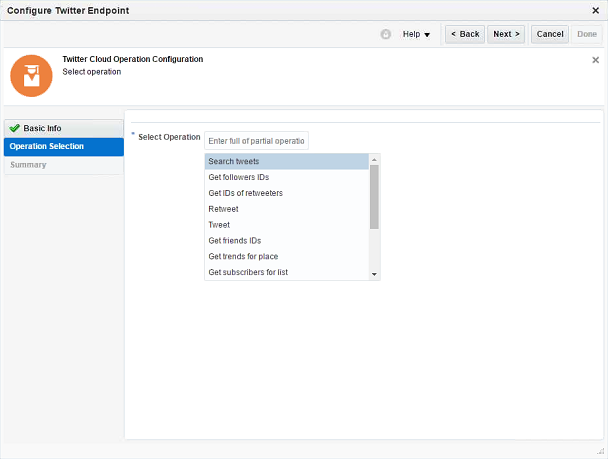 Configure Twitter Endpoint
Help
< Back
Next >
Cancel
Done
Twitter Cloud Operation Configuration
Select operation
Basic Info
Operation Selection
Summary
* Select Operation
Enter full of partial operatio
Search tweets
Get followers IDs
Get IDs of retweeters
Retweet
Tweet
Get friends IDs
Get trends for place
Get subscribers for list